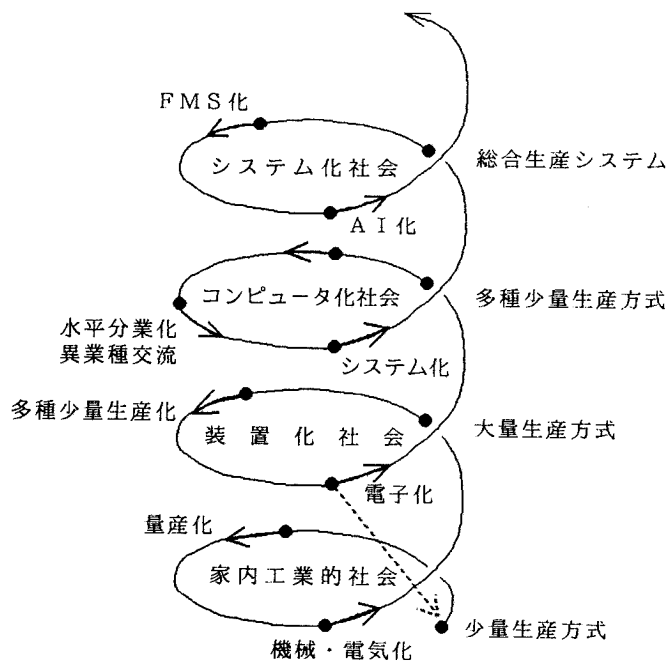 FMS化
システム化社会
総合生産システム
AI化
コンピュータ化社会
多種少量生産方式
水平分業化
異業種交流
システム化
多種少量生産化
装置化社会
大量生産方式
電子化
量産化
家内工業的社会
少量生産方式
機械・電気化